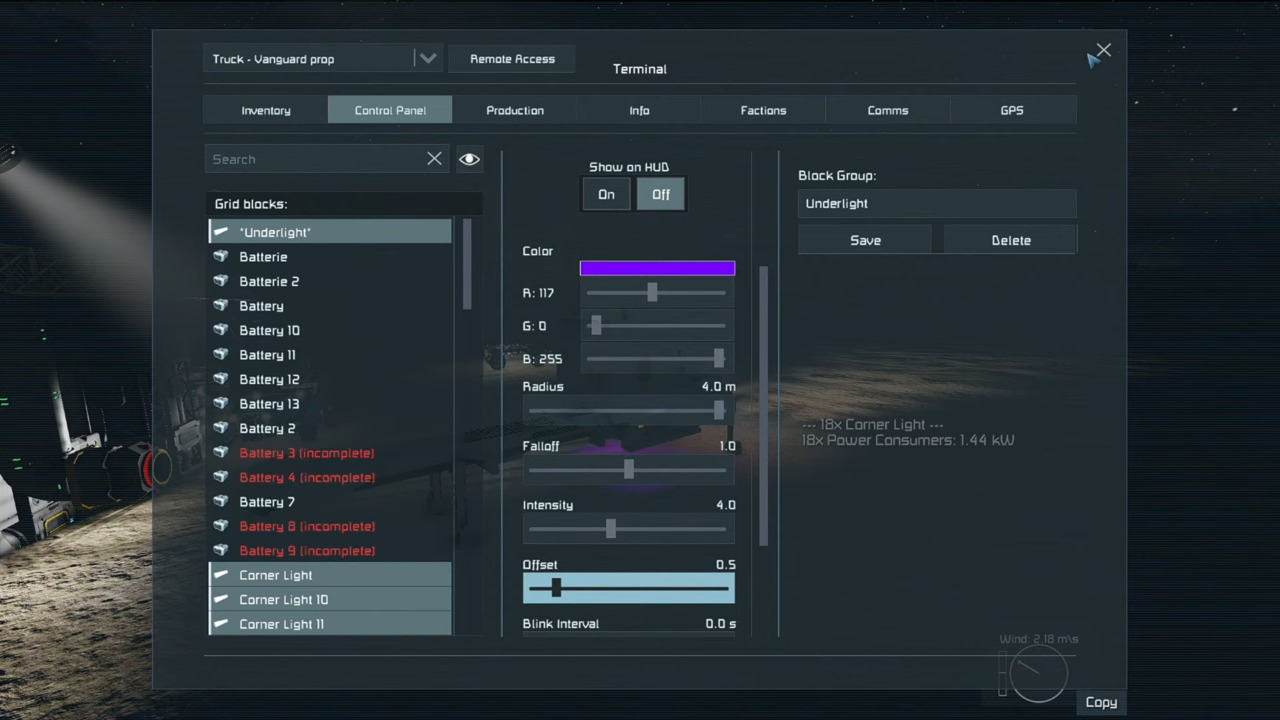 Truck - Vanguard prop
Remote Access
Terminal
Inventory
Control Panel
Production
Info
Factions
Comms
GPS
Search
Grid blocks:
*Underlight*
Batterie
Batterie 2
Battery
Battery 10
Battery 11
Battery 12
Battery 13
Battery 2
Battery 3 (incomplete)
Battery 4 (incomplete)
Battery 7
Battery 8 (incomplete)
Battery 9 (incomplete)
Corner Light
Corner Light 10
Corner Light 11
Show on HUD
On Off
Color
R: 117
G: 0
B: 255
Radius 4.0 m
Falloff 1.0
Intensity 4.0
Offset 0.5
Blink Interval 0.0 s
Block Group:
Underlight
Save Delete
--- 18x Corner Light ---
18x Power Consumers: 1.44 kW
Wind: 2.18 m/s
Copy